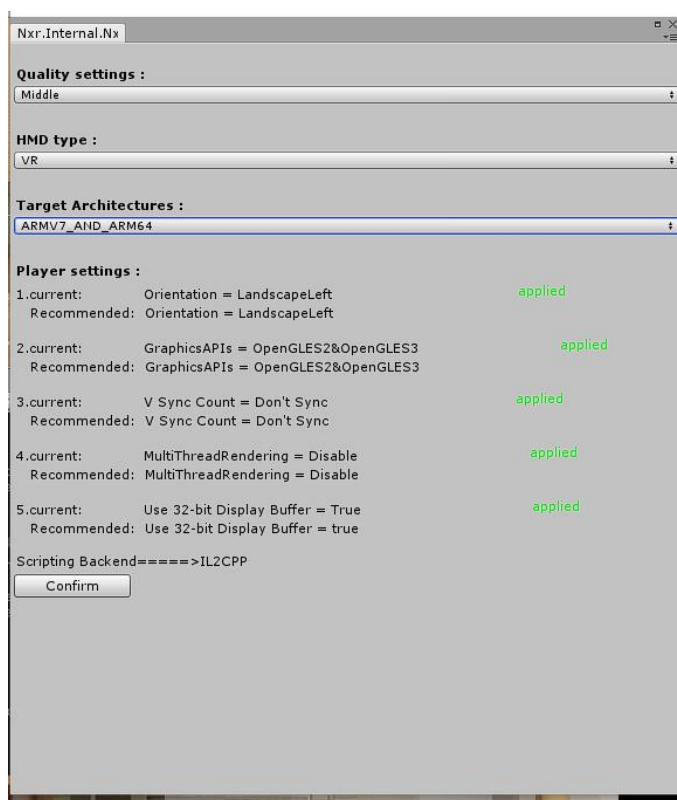 Nxr.Internal.Nx
Quality settings :
Middle
HMD type :
VR
Target Architectures :
ARMV7_AND_ARM64
Player settings :
1.current: Orientation = LandscapeLeft applied
Recommended: Orientation = LandscapeLeft
2.current: GraphicsAPIs = OpenGLES2&OpenGLES3 applied
Recommended: GraphicsAPIs = OpenGLES2&OpenGLES3
3.current: V Sync Count = Don't Sync applied
Recommended: V Sync Count = Don't Sync
4.current: MultiThreadRendering = Disable applied
Recommended: MultiThreadRendering = Disable
5.current: Use 32-bit Display Buffer = True applied
Recommended: Use 32-bit Display Buffer = true
Scripting Backend=====>IL2CPP
Confirm